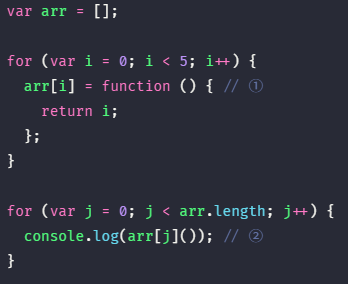 var arr = [];

for (var i = 0; i < 5; i++) {
  arr[i] = function () { // ①
    return i;
  };
}

for (var j = 0; j < arr.length; j++) {
  console.log(arr[j]()); // ②
}